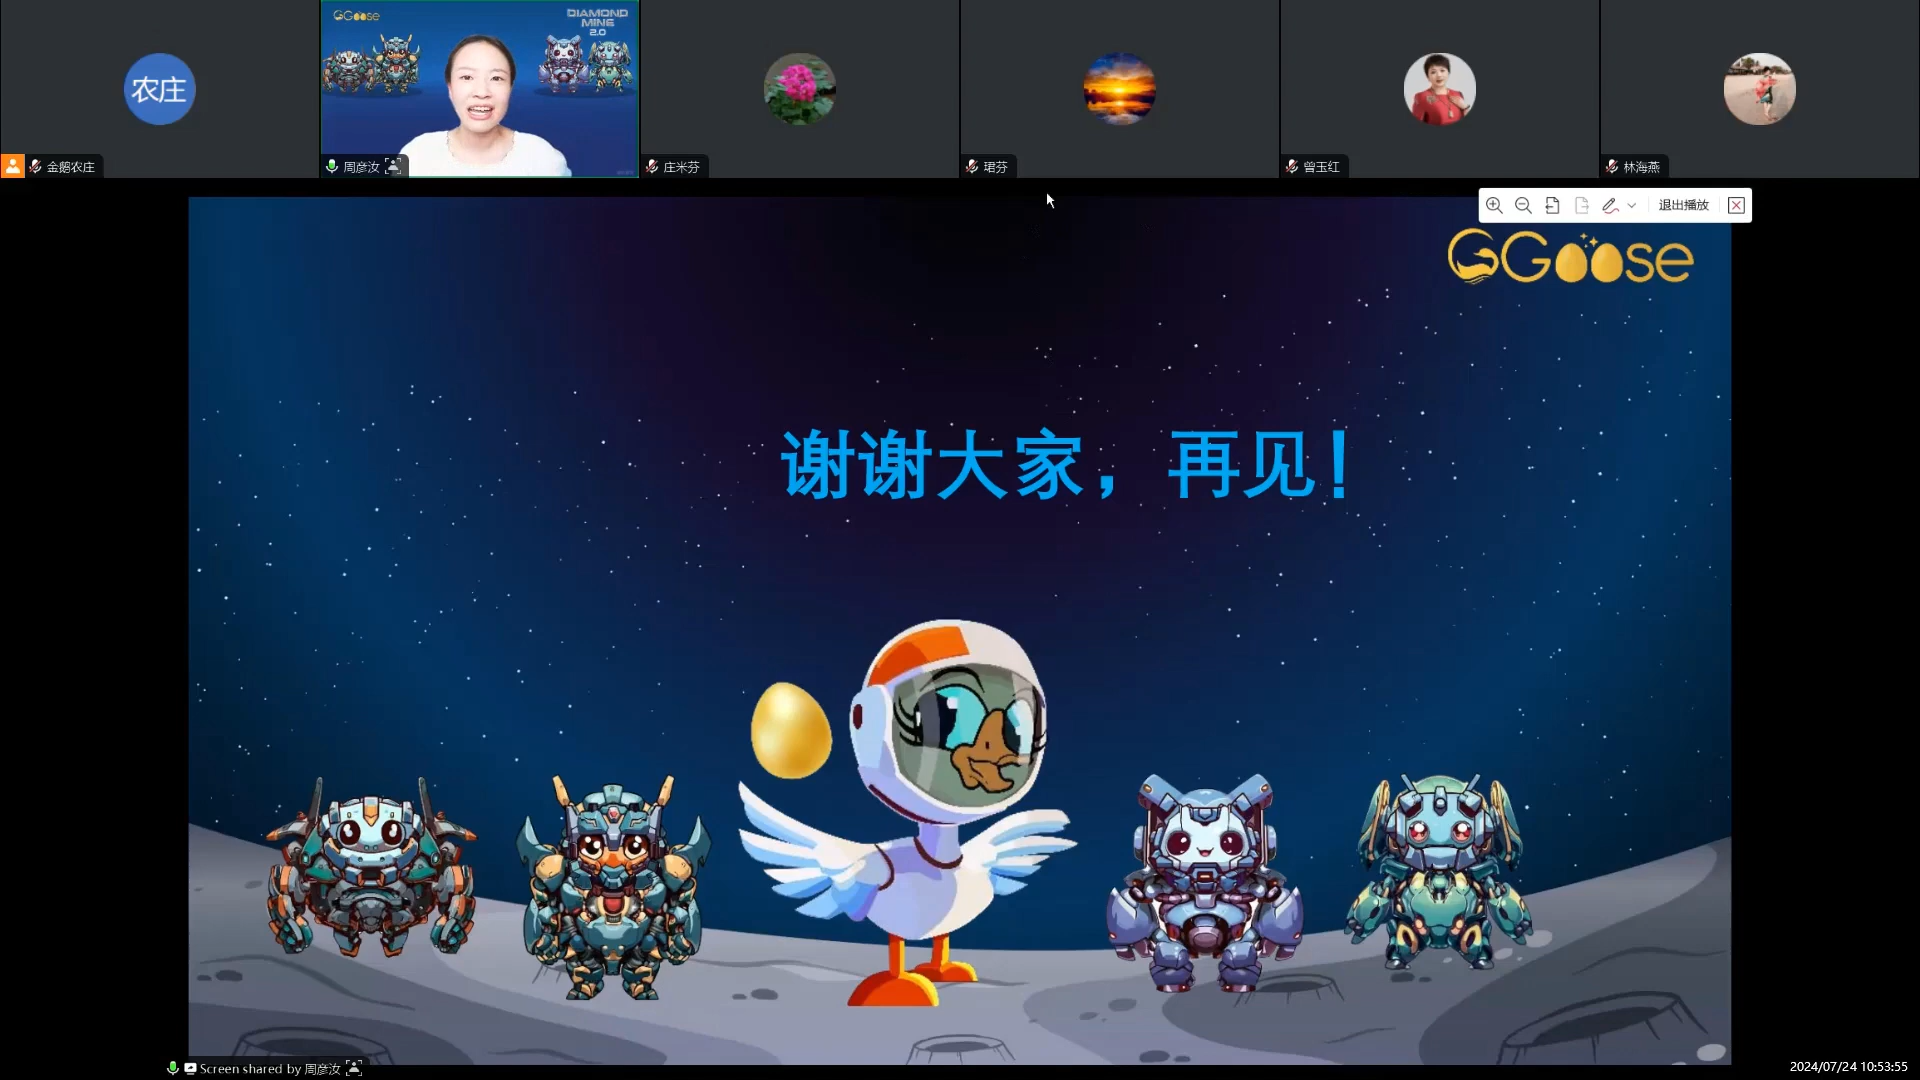 农庄
GGoose
DIAMOND
MINE
2.0
金鹅农庄
周彦汝
庄米芬
珺芬
曾玉红
林海燕
退出播放
GGoose
谢谢大家，再见！
Screen shared by 周彦汝
2024/07/24 10:53:55